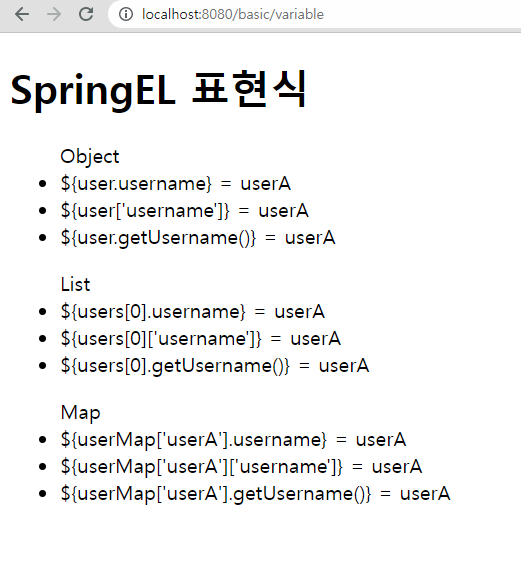 localhost:8080/basic/variable
SpringEL 표현식
Object
${user.username} = userA
${user['username']} = userA
${user.getUsername()} = userA
List
${users[0].username} = userA
${users[0]['username']} = userA
${users[0].getUsername()} = userA
Map
${userMap['userA'].username} = userA
${userMap['userA']['username']} = userA
${userMap['userA'].getUsername()} = userA